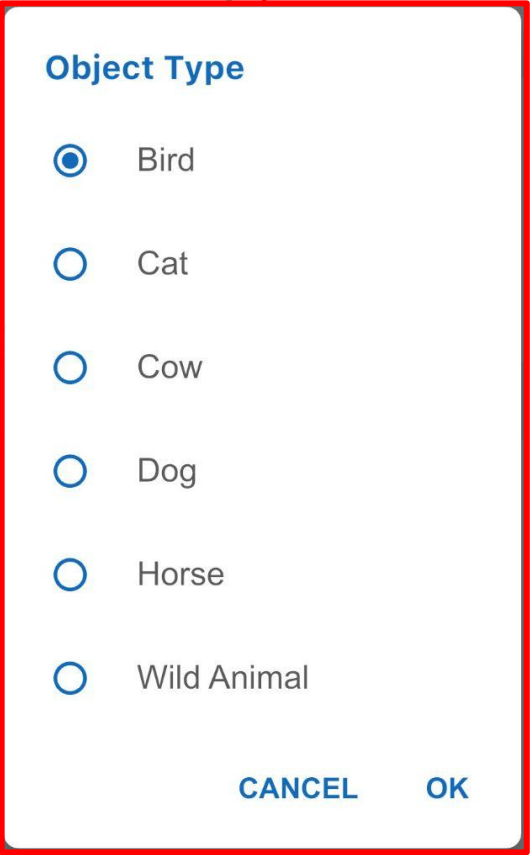 Object Type
Bird
Cat
Cow
Dog
Horse
Wild Animal
CANCEL OK